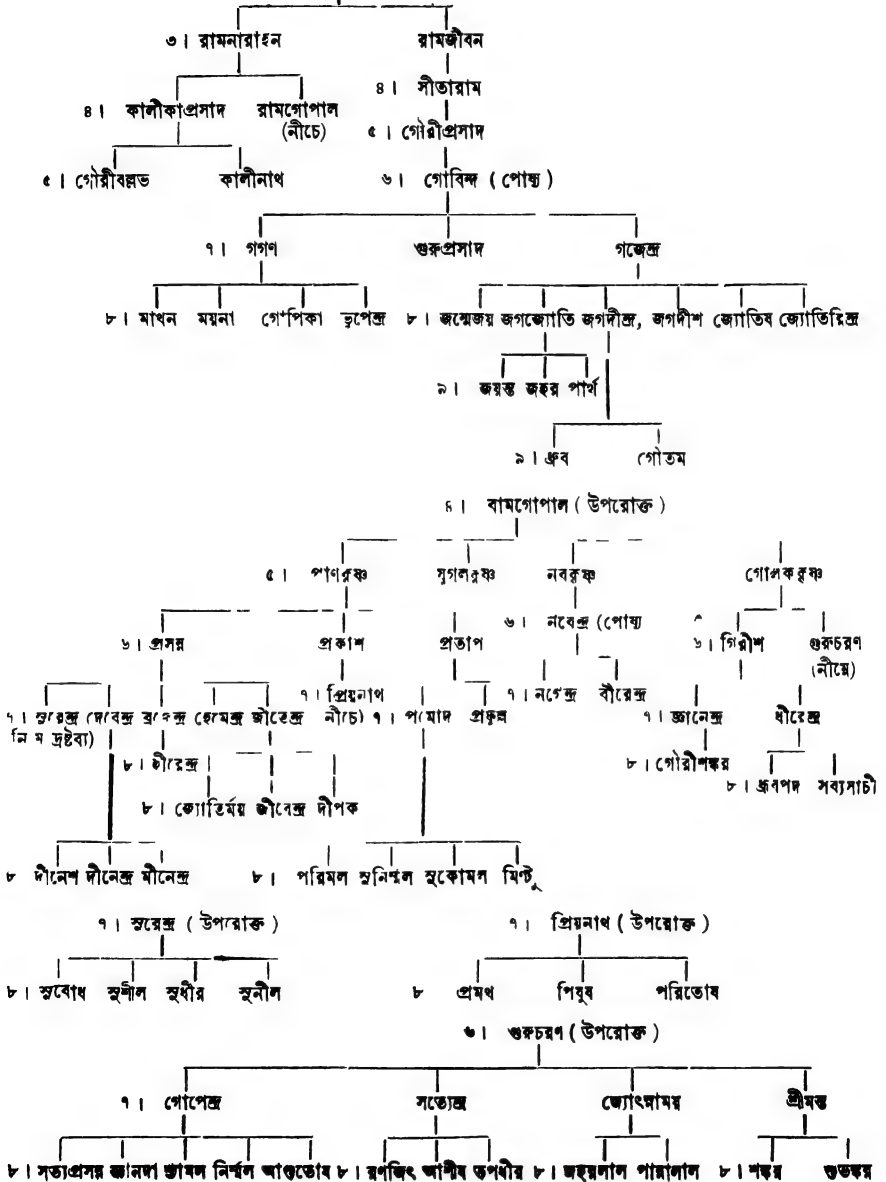 ৩। রামনারায়ন রামজীবন
৪। সীতারাম
৪। কালীকাপ্রসাদ রামগোপাল
(নীচে)
৫। গৌরীপ্রসাদ
৫। গৌরীবল্লভ কালীনাথ ৬। গোবিন্দ (পোষ্য)
৭। গগণ গুরুপ্রসাদ গজেন্দ্র
৮। মাখন ময়না গোপিকা ভূপেন্দ্র ৮। জন্মেজয় জগজ্জ্যোতি জগদীন্দ্র, জগদীশ জ্যোতিষ জ্যোতিরিন্দ্র
৯। জয়ন্ত জহর পার্থ
৯। ধ্রুব গৌতম
৪। রামগোপাল (উপরোক্ত)
৫। প্রাণকৃষ্ণ যুগলকৃষ্ণ নবকৃষ্ণ গোলককৃষ্ণ
৬। প্রসন্ন প্রকাশ প্রতাপ ৬। নবেন্দ্র (পোষ্য ৬। গিরীশ গুরুচরণ
(নীম্নে)
৭। প্রিয়নাথ ৭। নগেন্দ্র বীরেন্দ্র
৭। সুরেন্দ্র দেবেন্দ্র হেমেন্দ্র জীতেন্দ্র নীচে) ৭। প্রমোদ প্রফুল্ল ৭। জ্ঞানেন্দ্র ধীরেন্দ্র
দ্রষ্টব্য)
৮। হীরেন্দ্র ৮। গৌরীশঙ্কর
৮। ধ্রুবপদ সব্যসাচী
৮। জ্যোতির্ময় জীবেন্দ্র দীপক
৮ দীনেশ দীনেন্দ্র মীনেন্দ্র ৮। পরিমল সুনির্ম্মল সুকোমল মিন্টু
৭। সুরেন্দ্র (উপরোক্ত) ৭। প্রিয়নাথ (উপরোক্ত)
৮। সুবোধ সুশীল সুধীর সুনীল ৮ প্রমথ পিযূষ পরিতোষ
৬। গুরুচরণ (উপরোক্ত)
৭। গোপেন্দ্র সত্যেন্দ্র জ্যোৎস্নাময় শ্রীমন্ত
৮। সত্যপ্রসন্ন জ্ঞানদা শ্যামল নির্ম্মল আশুতোষ ৮। রণজিৎ আশীষ তপধীর ৮। জহরলাল পান্নালাল ৮। শঙ্কর শুভঙ্কর